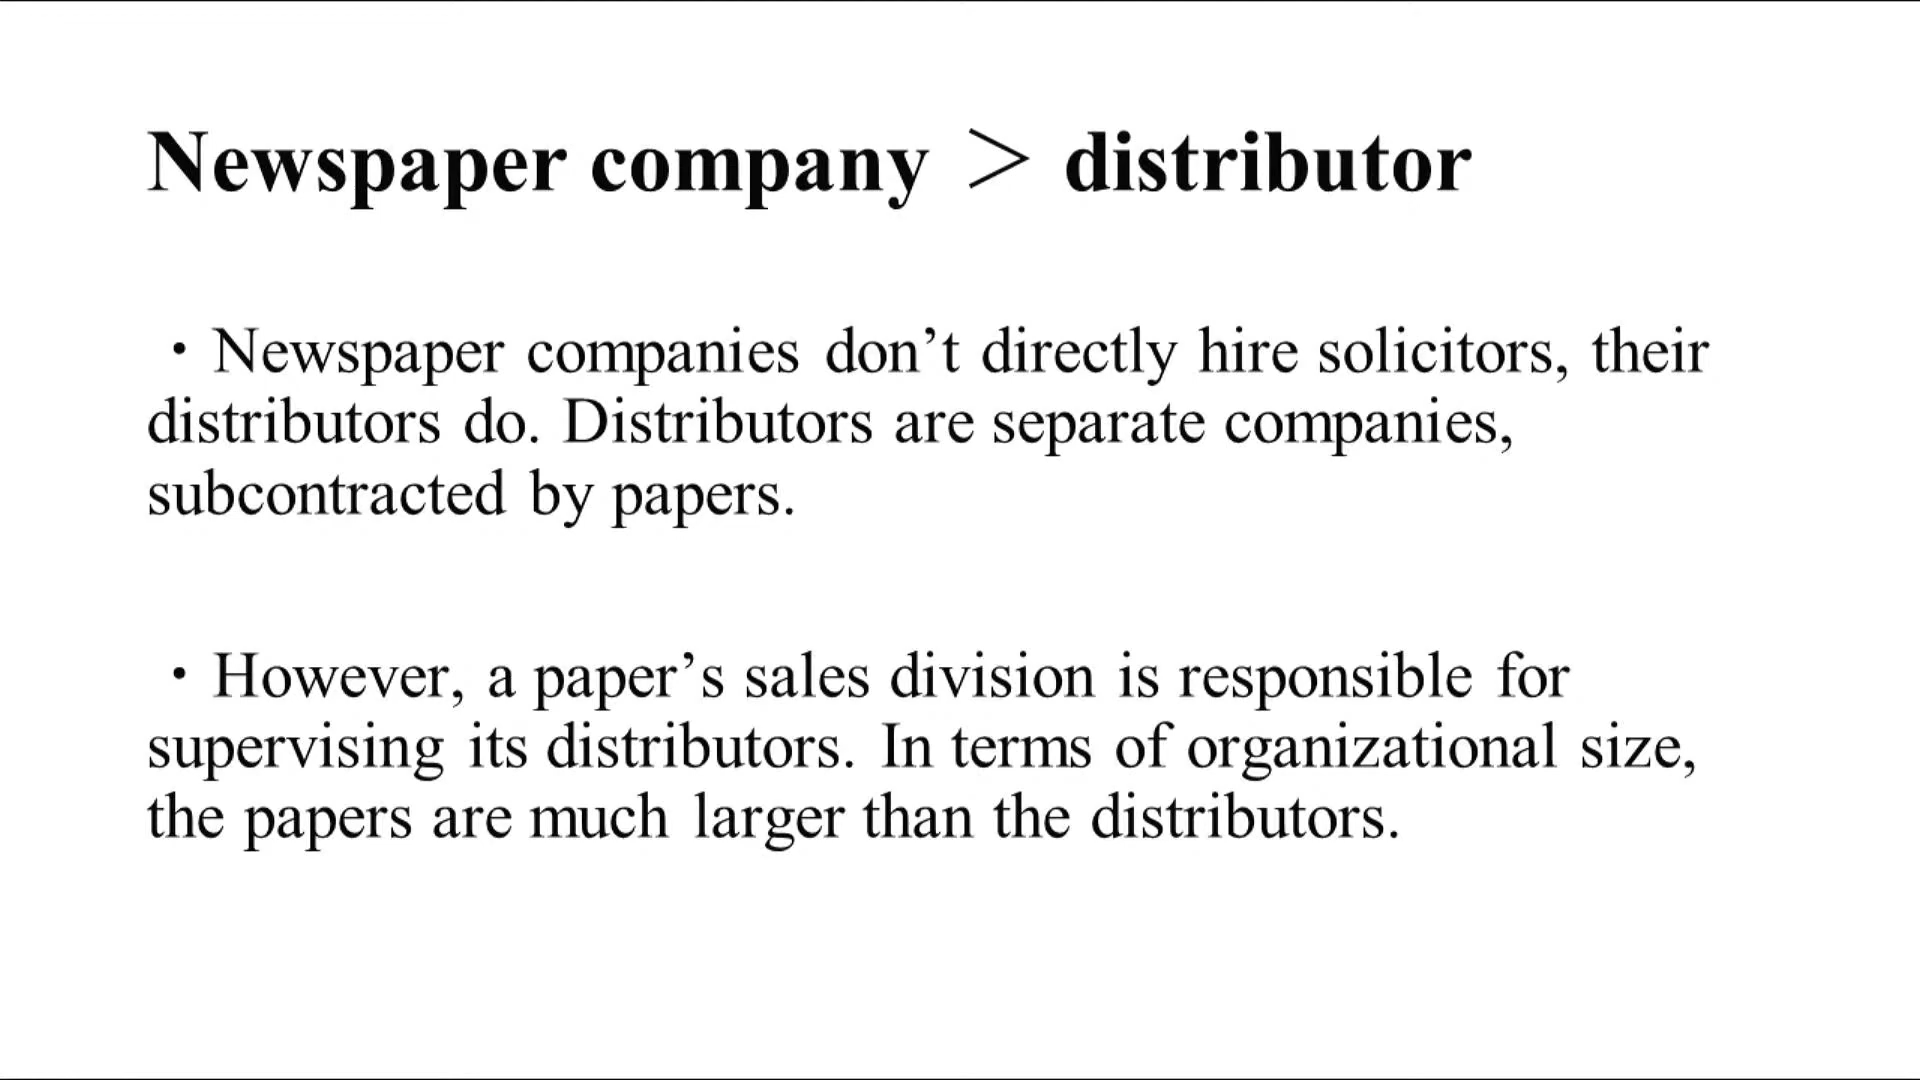 Newspaper company ＞ distributor
・Newspaper companies don’t directly hire solicitors, their
distributors do. Distributors are separate companies,
subcontracted by papers.
・However, a paper’s sales division is responsible for
supervising its distributors. In terms of organizational size,
the papers are much larger than the distributors.